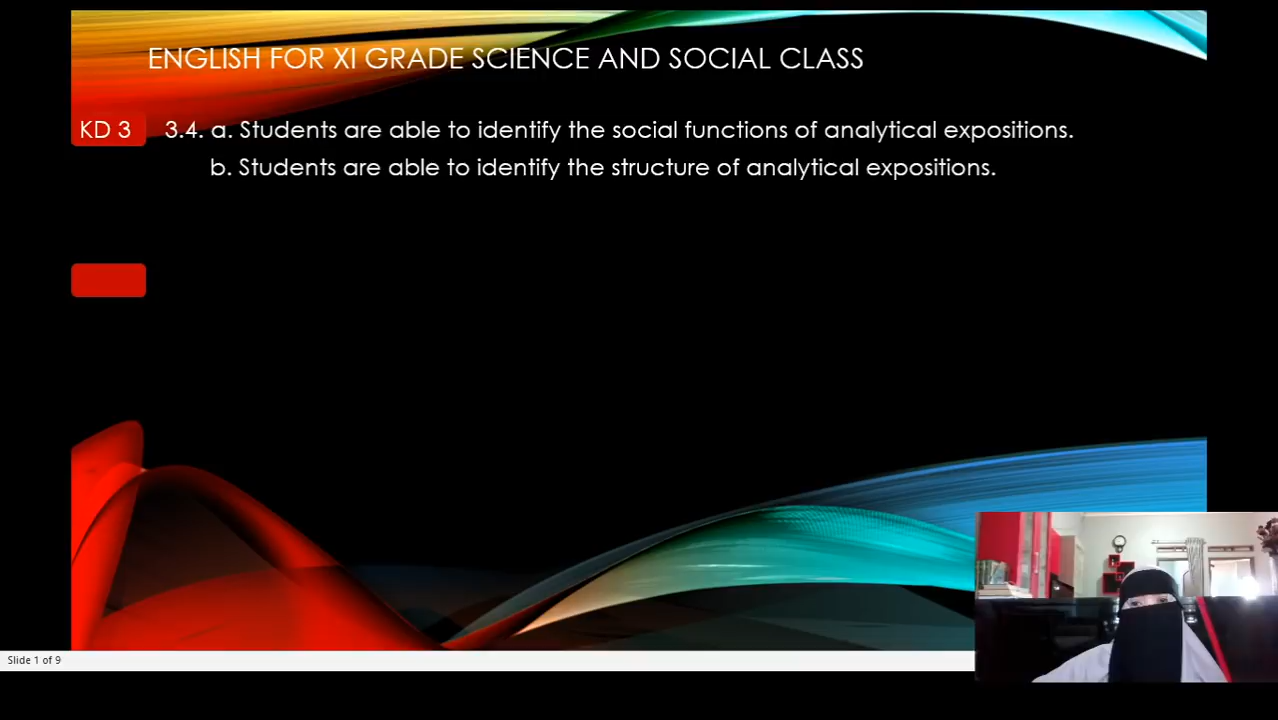 ENGLISH FOR XI GRADE SCIENCE AND SOCIAL CLASS
KD 3 3.4. a. Students are able to identify the social functions of analytical expositions.
b. Students are able to identify the structure of analytical expositions.
Slide 1 of 9